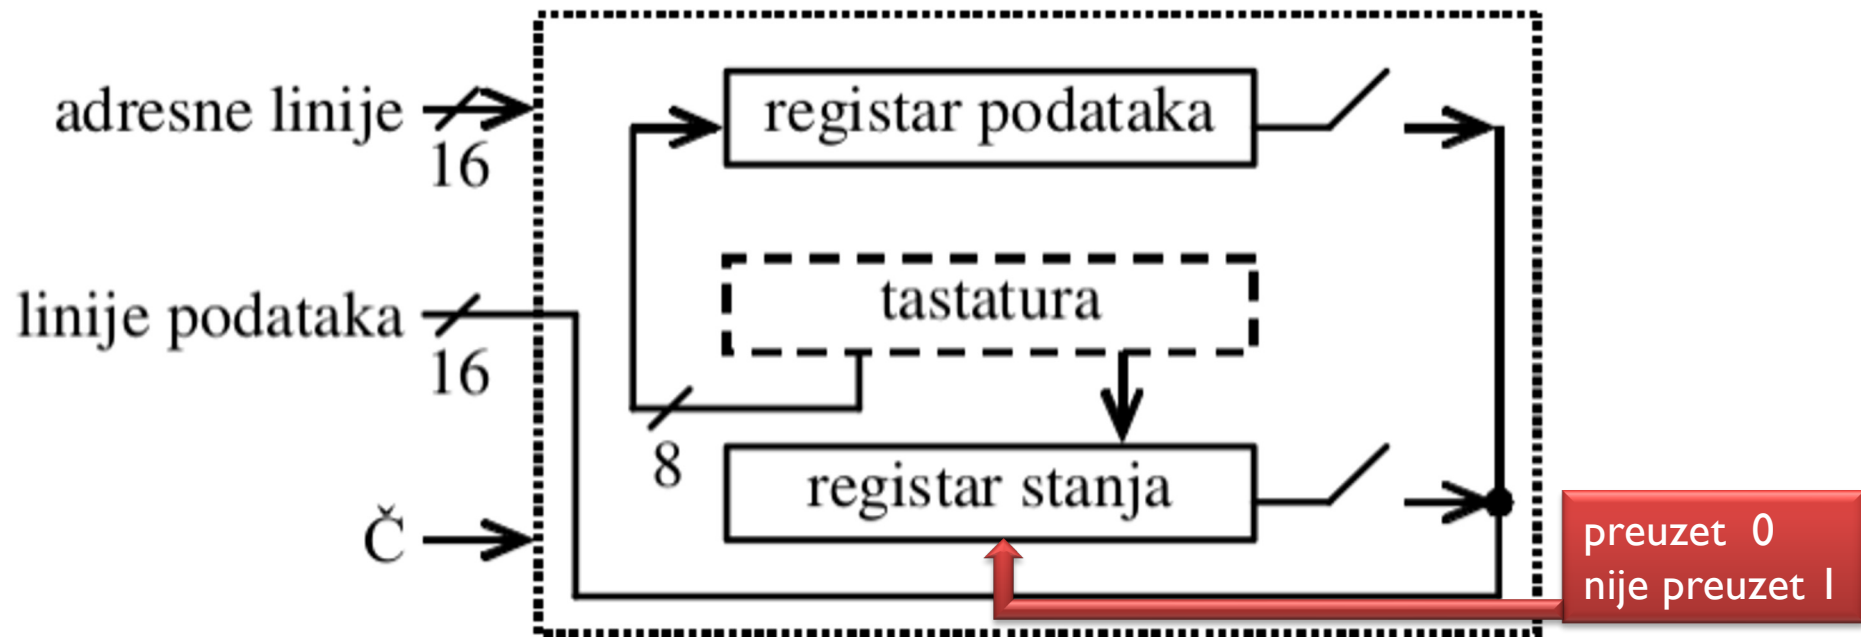 adresne linije
16
registar podataka
tastatura
linije podataka
16
8
registar stanja
Č
preuzet 0
nije preuzet 1